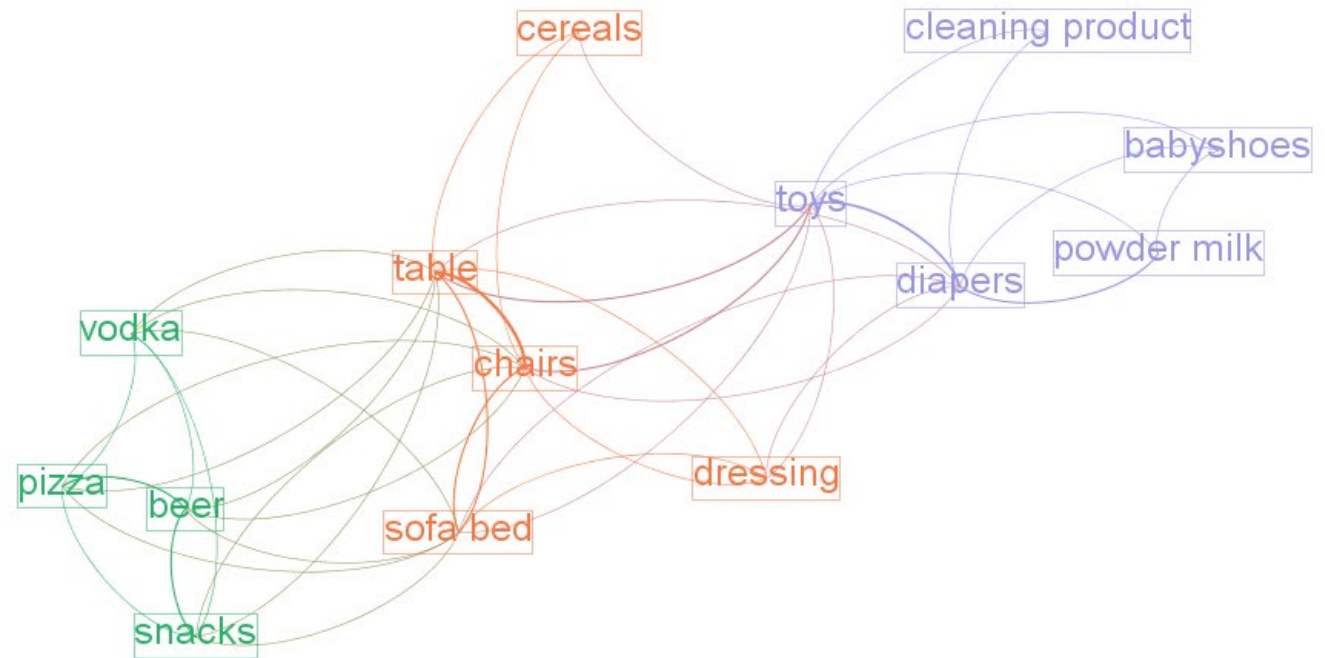 cereals
cleaning product
babyshoes
toys
powder milk
table
diapers
vodka
chairs
pizza
dressing
beer
sofa bed
snacks